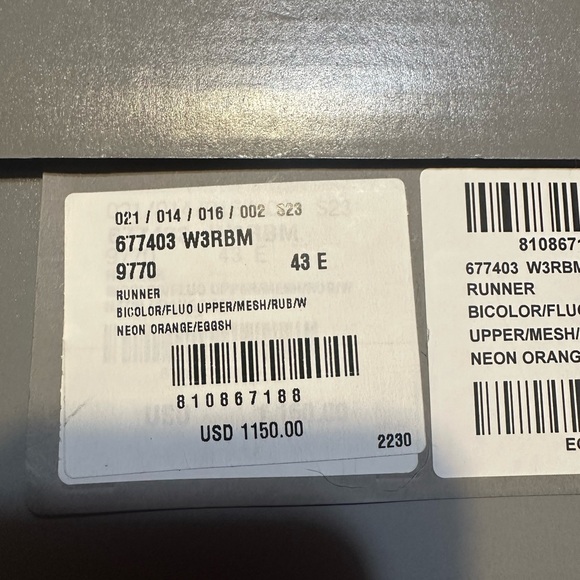 021 / 014 / 016 / 002 S23
677403 W3RBM
9770 43 E
RUNNER
BICOLOR/FLUO UPPER/MESH/RUB/W
NEON ORANGE/EGGSH
810867188
USD 1150.00
2230
810867
677403 W3RBM
RUNNER
BICOLOR/FLUO
UPPER/MESH/
NEON ORANG